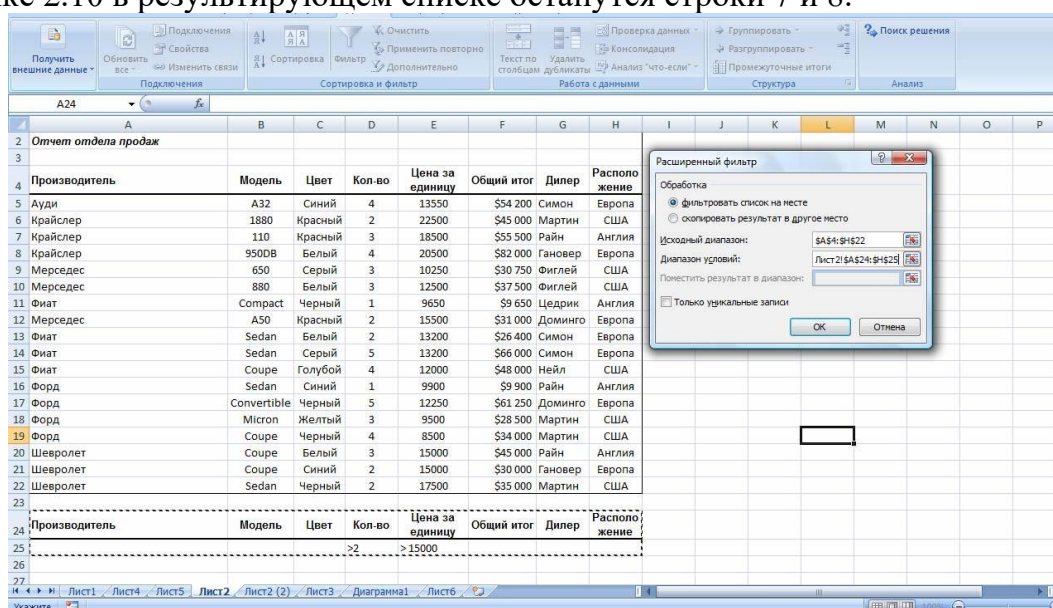 ке 2.10 в результирующем списке останутся строки 7 и 8.
Получить внешние данные
Обновить все
Подключения
Свойства
Изменить связи
Подключения
Сортировка
Фильтр
Очистить
Применить повторно
Дополнительно
Сортировка и фильтр
Текст по столбцам
Удалить дубликаты
Проверка данных
Консолидация
Анализ "что-если"
Работа с данными
Группировать
Разгруппировать
Промежуточные итоги
Структура
Поиск решения
Анализ
A24 fx
A B C D E F G H I J K L M N O P
2 Отчет отдела продаж
3
4 Производитель Модель Цвет Кол-во Цена за единицу Общий итог Дилер Располо жение
5 Ауди A32 Синий 4 13550 $54 200 Симон Европа
6 Крайслер 1880 Красный 2 22500 $45 000 Мартин США
7 Крайслер 110 Красный 3 18500 $55 500 Райн Англия
8 Крайслер 950DB Белый 4 20500 $82 000 Гановер Европа
9 Мерседес 650 Серый 3 10250 $30 750 Фиглей США
10 Мерседес 880 Белый 3 12500 $37 500 Фиглей США
11 Фиат Compact Черный 1 9650 $9 650 Цедрик Англия
12 Мерседес A50 Красный 2 15500 $31 000 Доминго Европа
13 Фиат Sedan Белый 2 13200 $26 400 Симон Европа
14 Фиат Sedan Серый 5 13200 $66 000 Симон Европа
15 Фиат Coupe Голубой 4 12000 $48 000 Нейл США
16 Форд Sedan Синий 1 9900 $9 900 Райн Англия
17 Форд Convertible Черный 5 12250 $61 250 Доминго Европа
18 Форд Micron Желтый 3 9500 $28 500 Мартин США
19 Форд Coupe Черный 4 8500 $34 000 Мартин США
20 Шевролет Coupe Белый 3 15000 $45 000 Райн Англия
21 Шевролет Coupe Синий 2 15000 $30 000 Гановер Европа
22 Шевролет Sedan Черный 2 17500 $35 000 Мартин США
23
24 Производитель Модель Цвет Кол-во Цена за единицу Общий итог Дилер Располо жение
25 >2 >15000
26
27
Расширенный фильтр
Обработка
фильтровать список на месте
скопировать результат в другое место
Исходный диапазон: $A$4:$H$22
Диапазон условий: Лист2!$A$24:$H$25
Поместить результат в диапазон:
Только уникальные записи
ОК Отмена
Лист1 Лист4 Лист5 Лист2 Лист2 (2) Лист3 Диаграмма1 Лист6
Укажите 100%